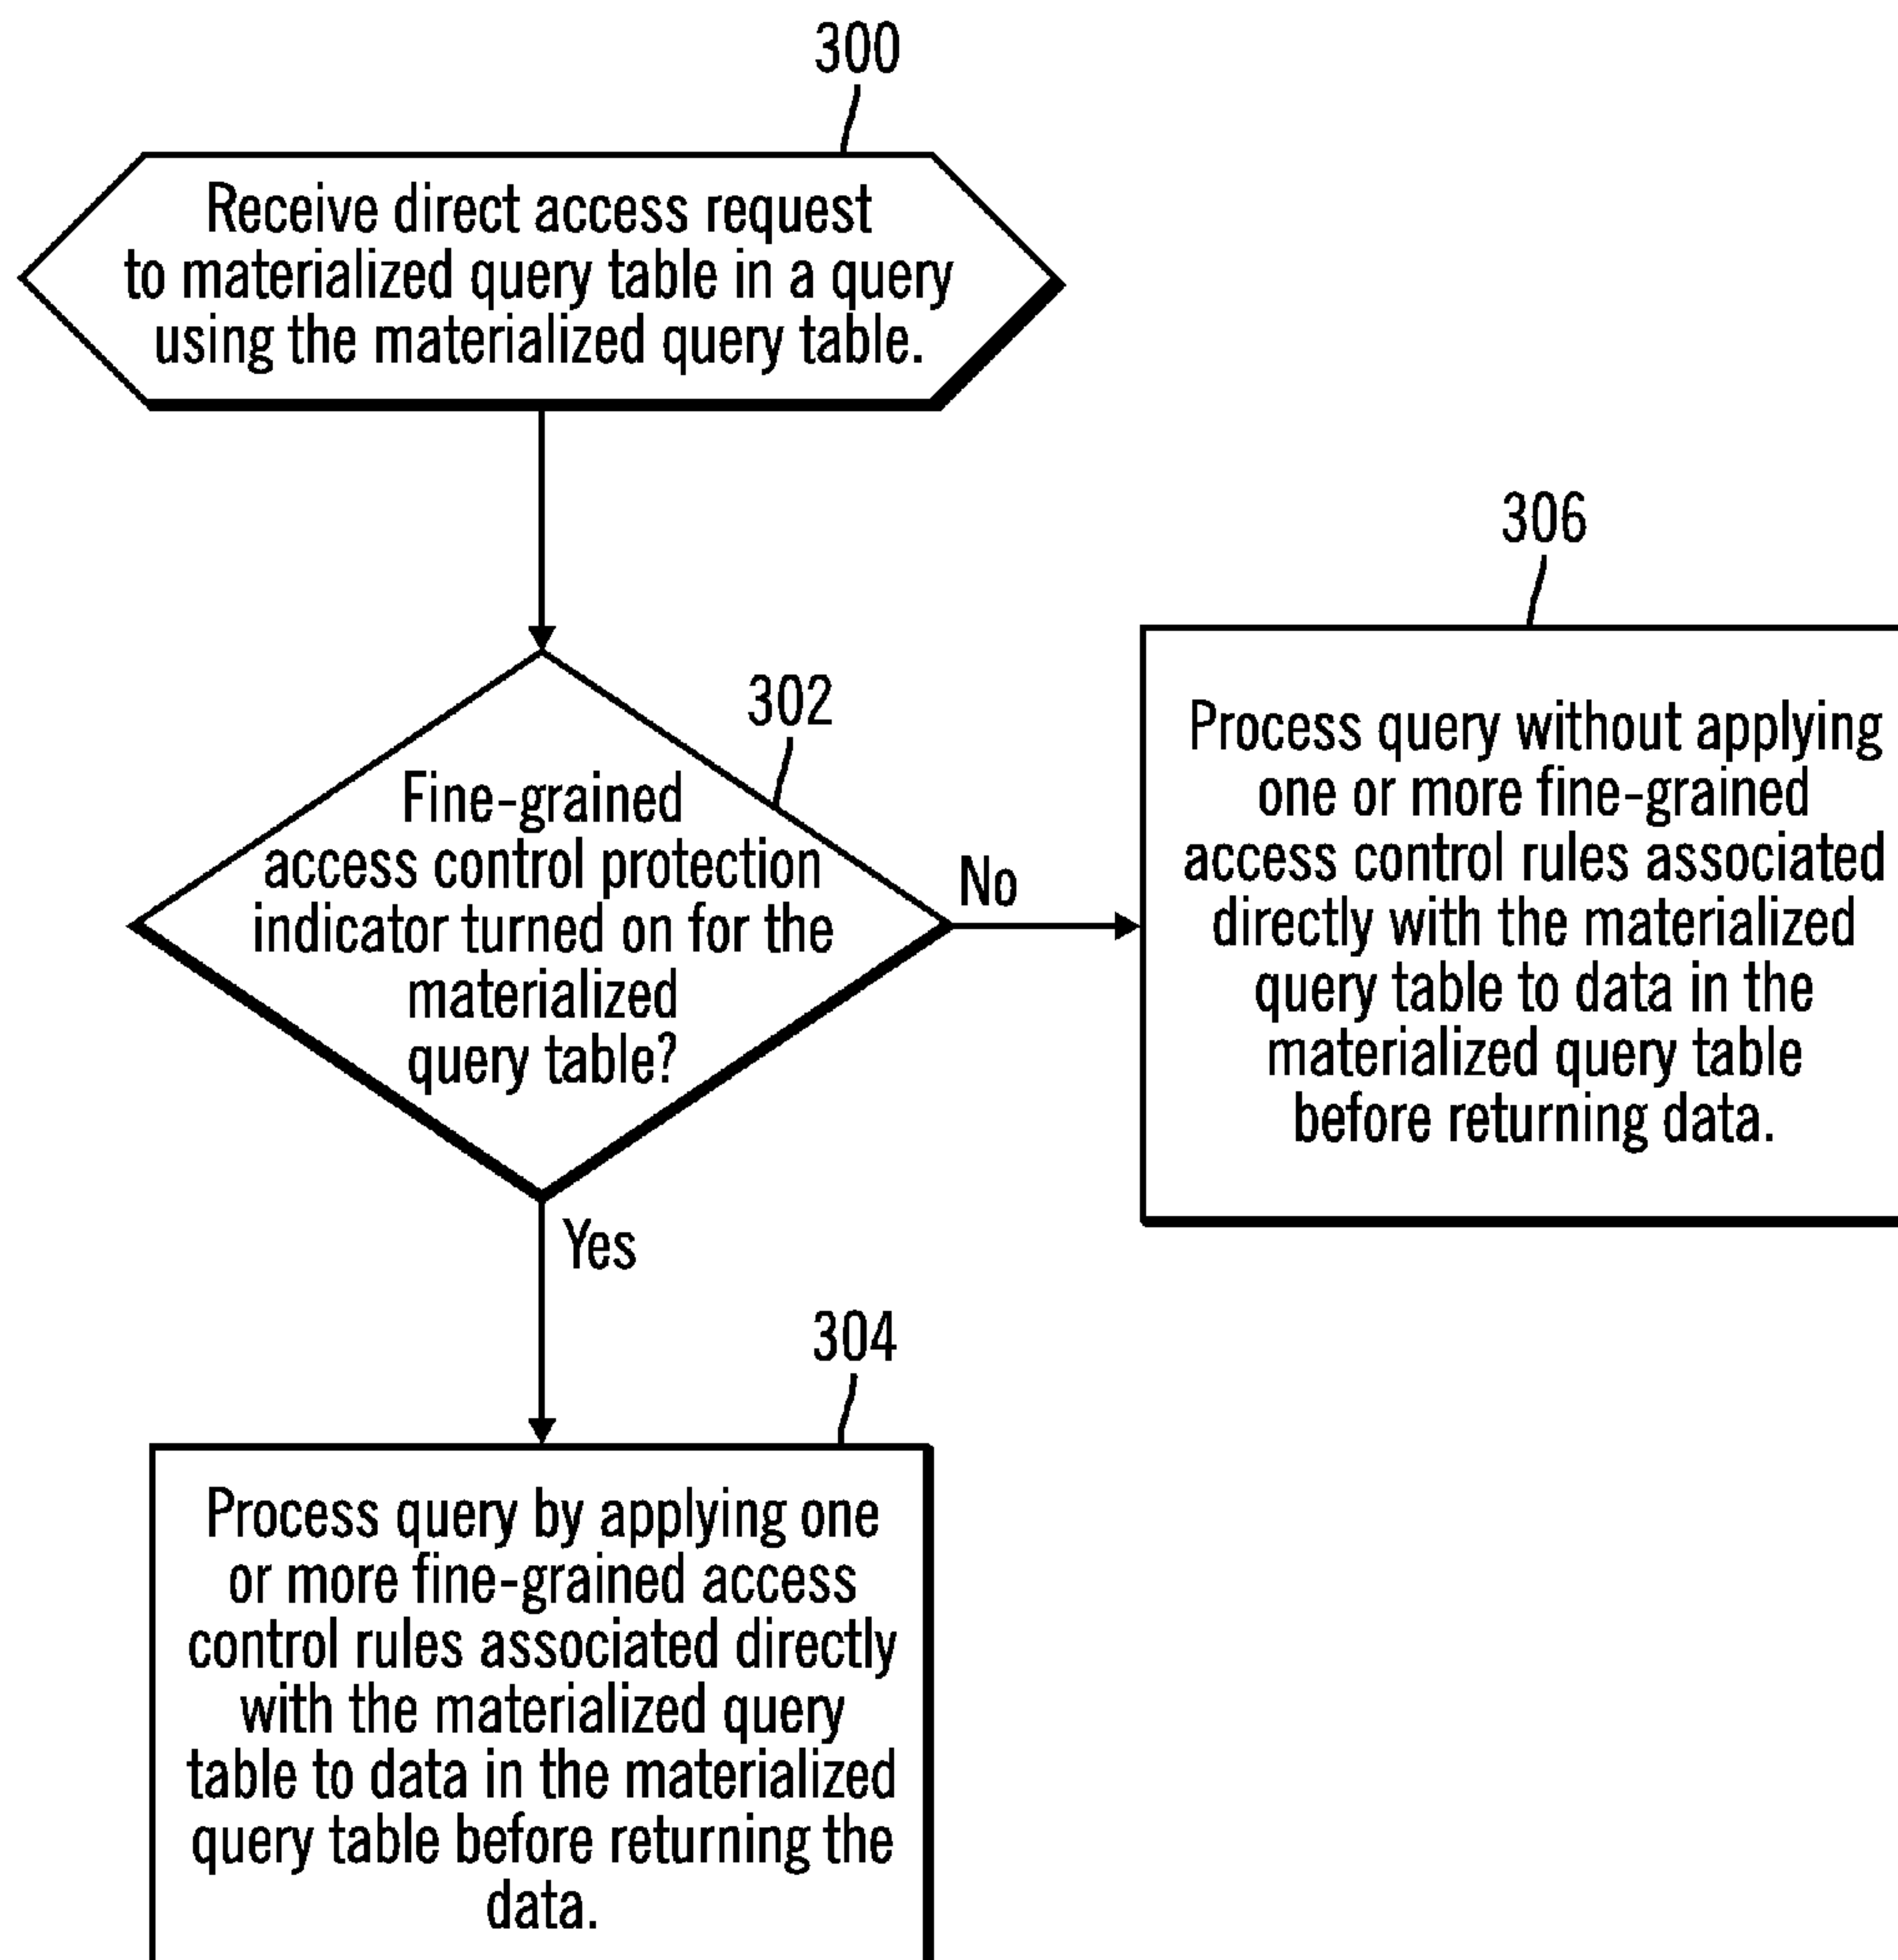 300
Receive direct access request
to materialized query table in a query
using the materialized query table.
302
Fine-grained
access control protection
indicator turned on for the
materialized
query table?
No
306
Process query without applying
one or more fine-grained
access control rules associated
directly with the materialized
query table to data in the
materialized query table
before returning data.
Yes
304
Process query by applying one
or more fine-grained access
control rules associated directly
with the materialized query
table to data in the materialized
query table before returning the
data.